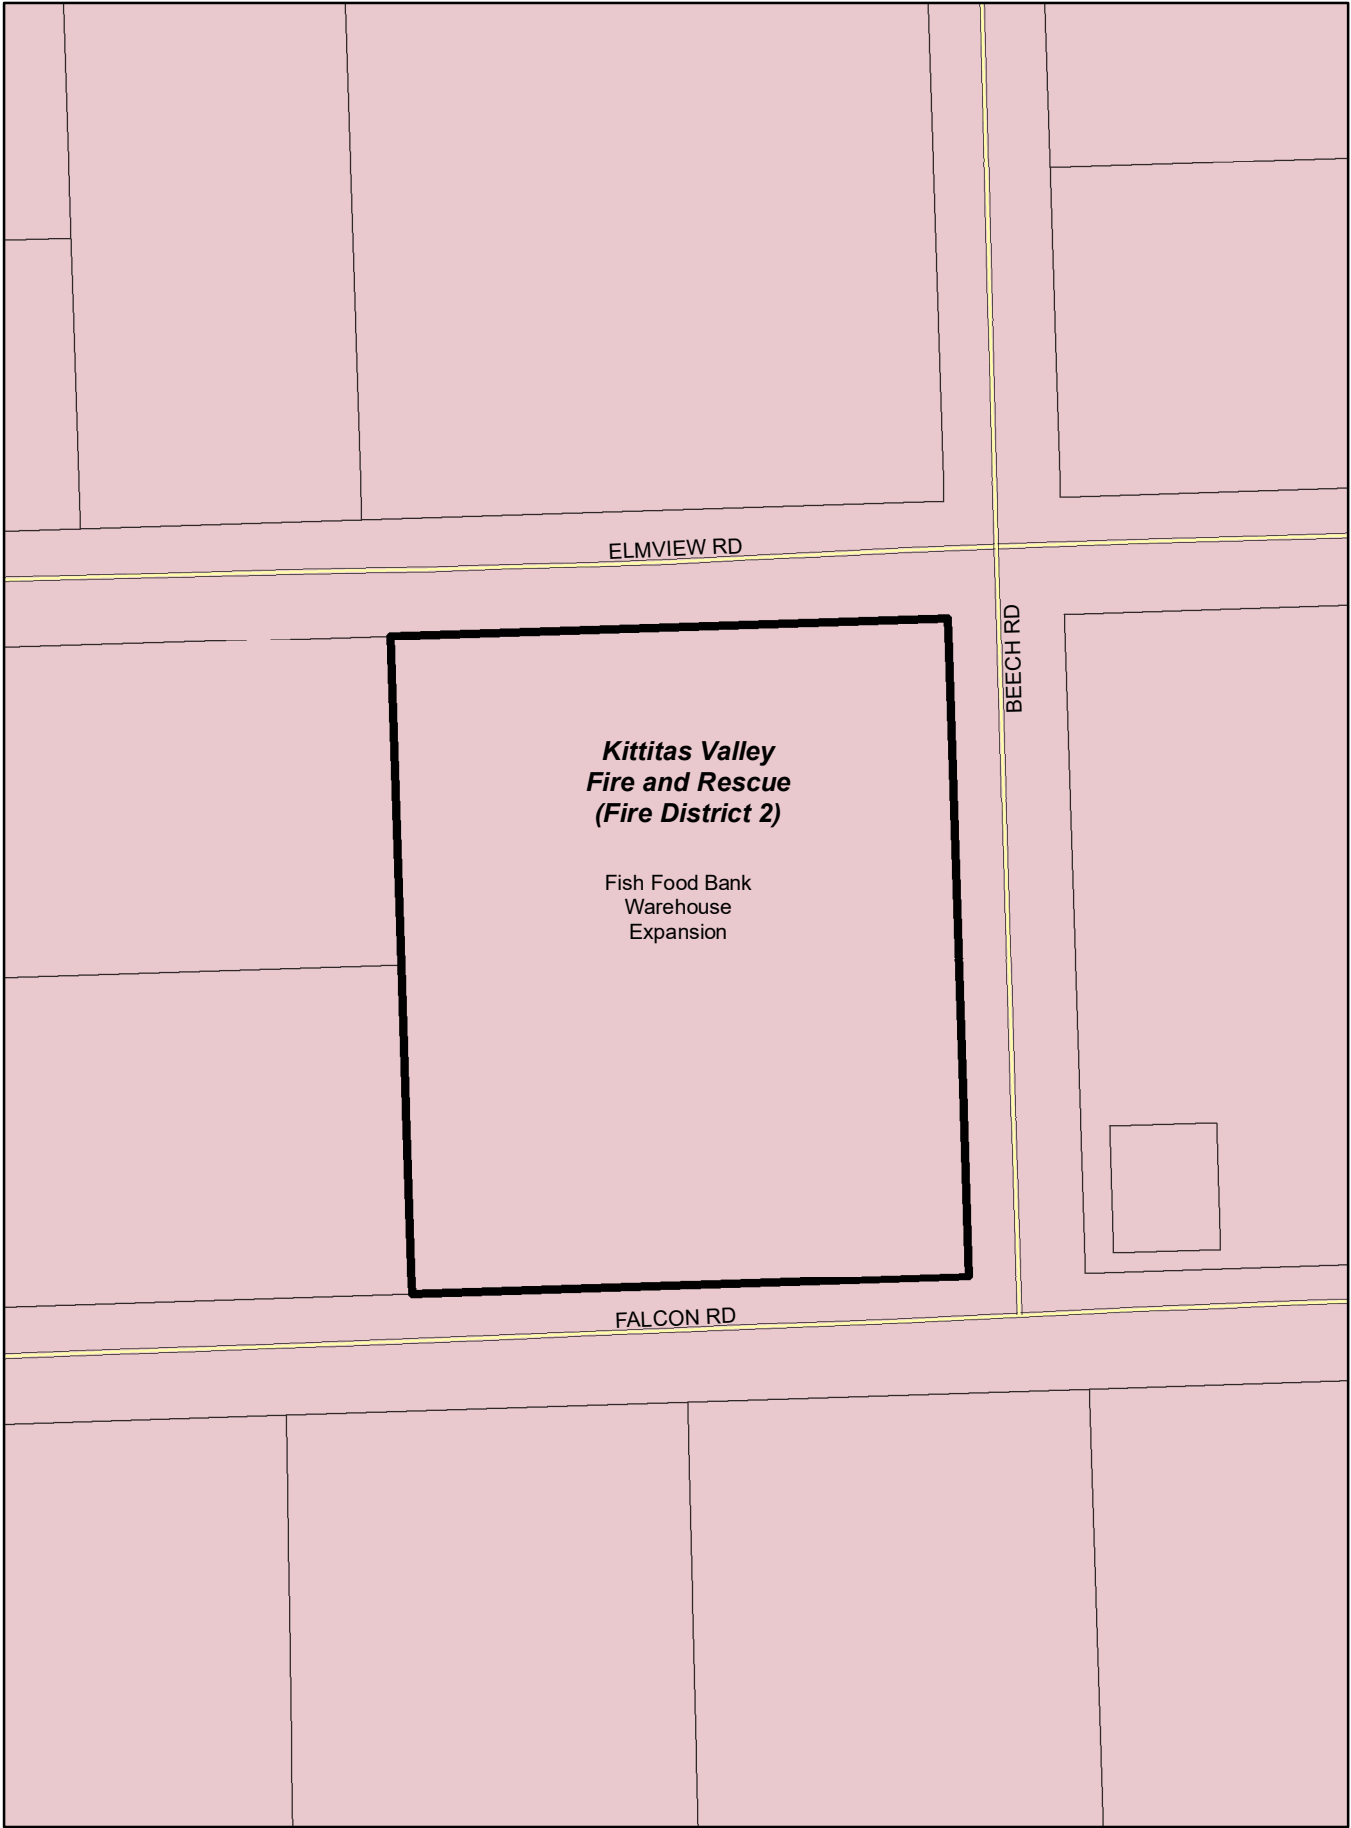 ELMVIEW RD
BEECH RD
Kittitas Valley
Fire and Rescue
(Fire District 2)
Fish Food Bank
Warehouse
Expansion
FALCON RD